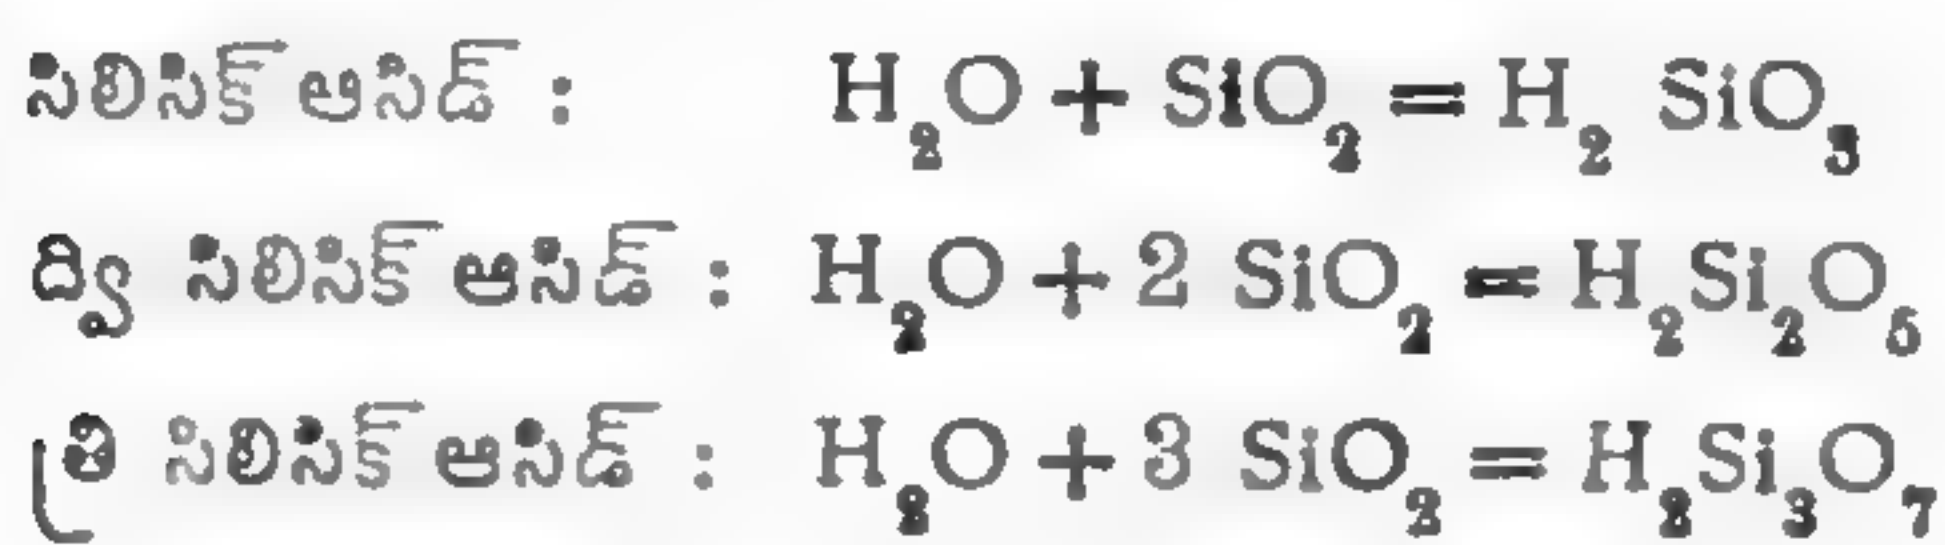 సిలిసిక్ ఆసిడ్ : H₂O + SiO₂ = H₂ SiO₃
ద్వి సిలిసిక్ ఆసిడ్ : H₂O + 2 SiO₂ = H₂Si₂O₅
త్రి సిలిసిక్ ఆసిడ్ : H₂O + 3 SiO₂ = H₂Si₃O₇